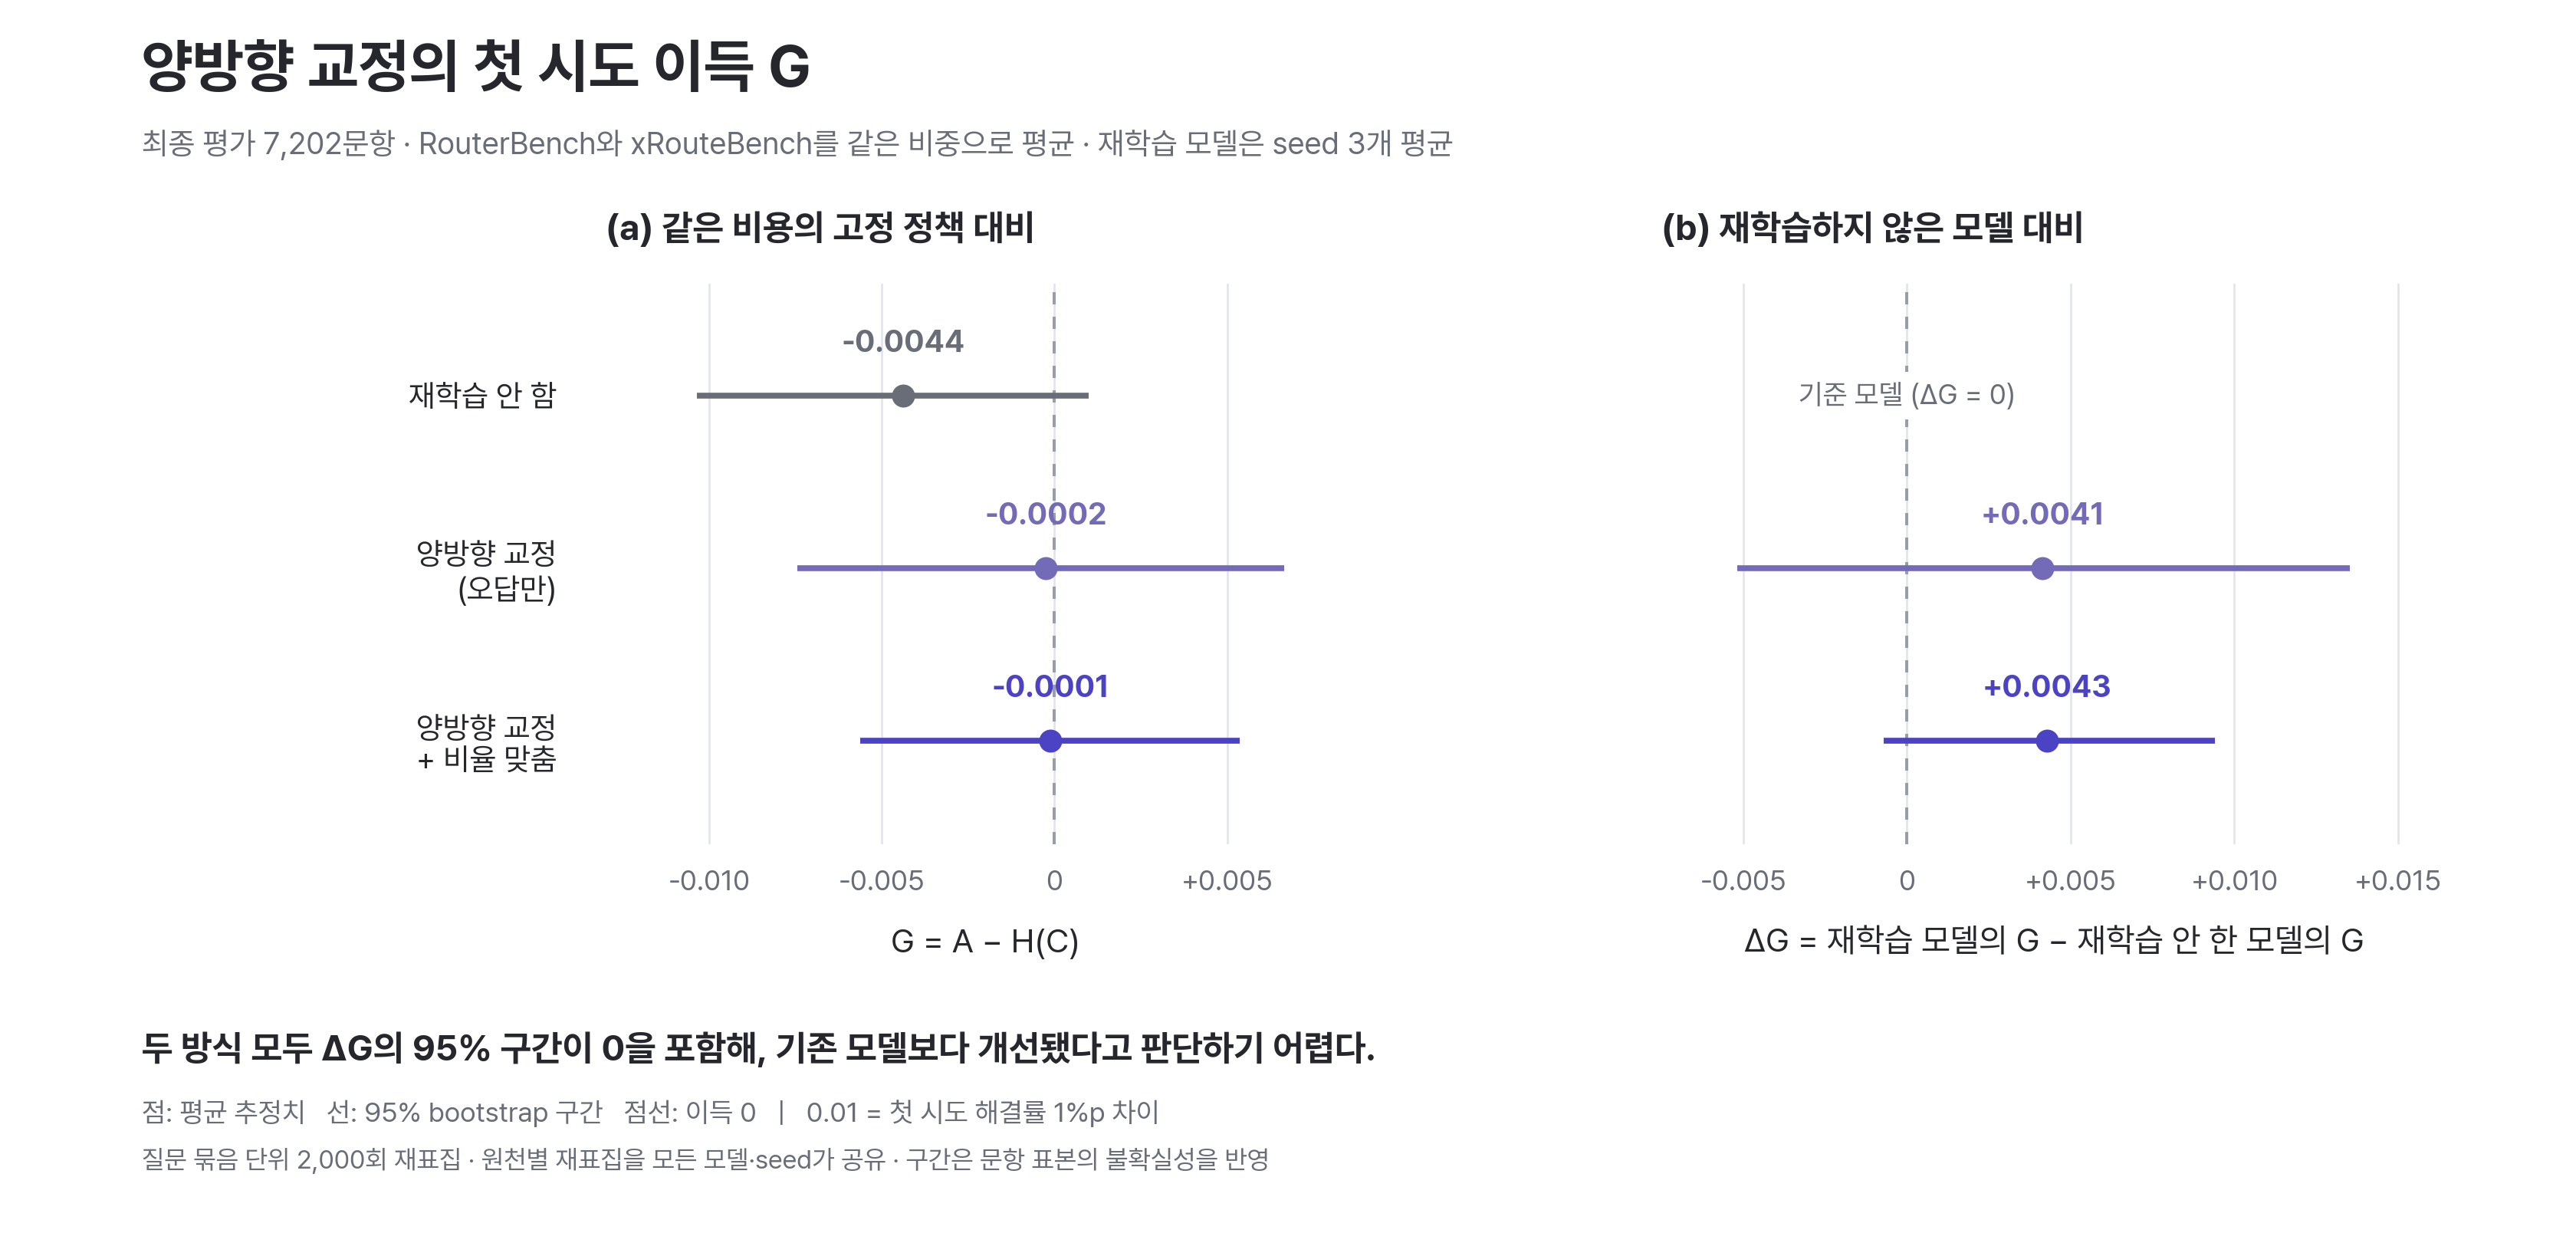 양방향 교정의 첫 시도 이득 G
최종 평가 7,202문항 · RouterBench와 xRouteBench를 같은 비중으로 평균 · 재학습 모델은 seed 3개 평균
(a) 같은 비용의 고정 정책 대비
-0.0044
재학습 안 함
-0.0002
양방향 교정
(오답만)
-0.0001
양방향 교정
+ 비율 맞춤
-0.010 -0.005 0 +0.005
G = A − H(C)
(b) 재학습하지 않은 모델 대비
기준 모델 (ΔG = 0)
+0.0041
+0.0043
-0.005 0 +0.005 +0.010 +0.015
ΔG = 재학습 모델의 G − 재학습 안 한 모델의 G
두 방식 모두 ΔG의 95% 구간이 0을 포함해, 기존 모델보다 개선됐다고 판단하기 어렵다.
점: 평균 추정치 선: 95% bootstrap 구간 점선: 이득 0 | 0.01 = 첫 시도 해결률 1%p 차이
질문 묶음 단위 2,000회 재표집 · 원천별 재표집을 모든 모델·seed가 공유 · 구간은 문항 표본의 불확실성을 반영